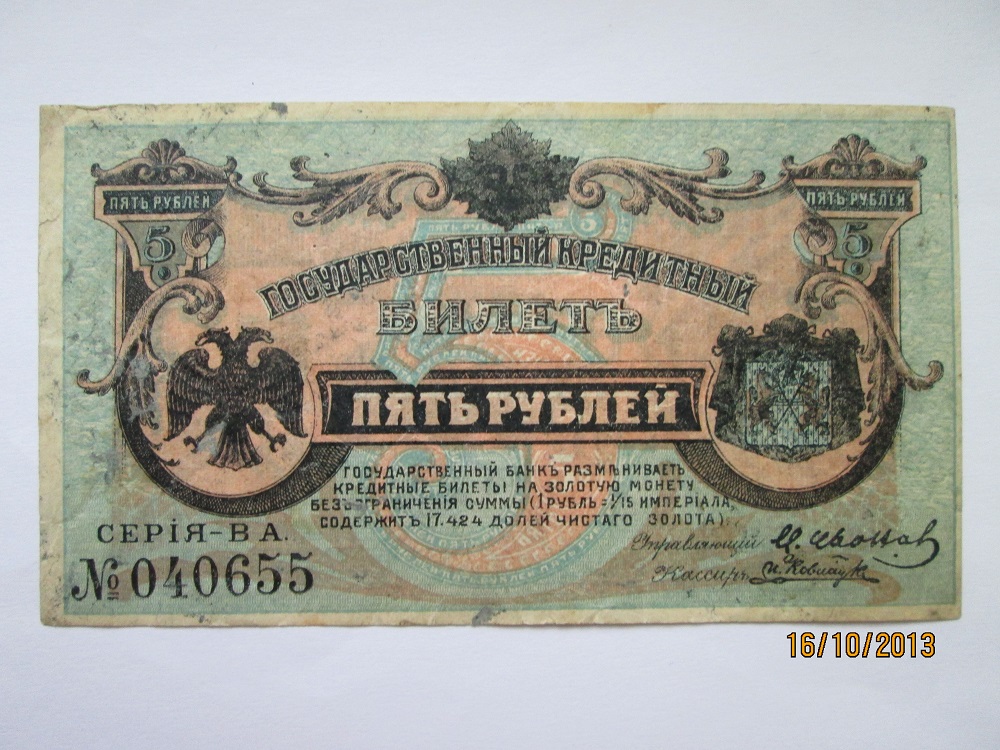 ПЯТЬ РУБЛЕЙ
ПЯТЬ РУБЛЕЙ
5
5
5
ГОСУДАРСТВЕННЫЙ КРЕДИТНЫЙ
БИЛЕТЪ
ПЯТЬ РУБЛЕЙ
ГОСУДАРСТВЕННЫЙ БАНКЪ РАЗМѢНИВАЕТЪ
КРЕДИТНЫЕ БИЛЕТЫ НА ЗОЛОТУЮ МОНЕТУ
БЕЗЪ ОГРАНИЧЕНІЯ СУММЫ (1 РУБЛЬ = 1/15 ИМПЕРІАЛА,
СОДЕРЖИТЪ 17.424 ДОЛЕЙ ЧИСТАГО ЗОЛОТА).
СЕРІЯ-ВА.
№ 040655
Управляющій
Кассиръ
16/10/2013